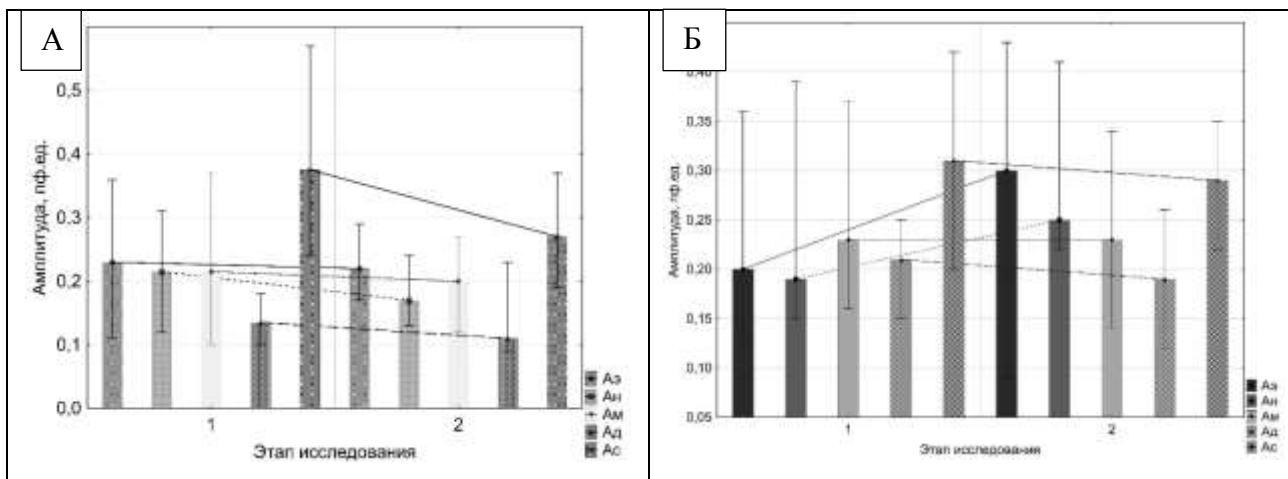 А
Амплитуда, пф.ед.
0,5
0,4
0,3
0,2
0,1
0,0
1
2
Этап исследования
Аэ
Ан
Ам
Ад
Ас
Б
Амплитуда, пф.ед.
0,40
0,35
0,30
0,25
0,20
0,15
0,10
0,05
1
2
Этап исследования
Аэ
Ан
Ам
Ад
Ас